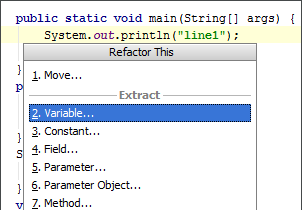 public static void main(String[] args) {
System.out.println("line1");
Refactor This
}
1. Move...
p
Extract
2. Variable...
3. Constant...
}
4. Field...
S
5. Parameter...
6. Parameter Object...
}
7. Method...